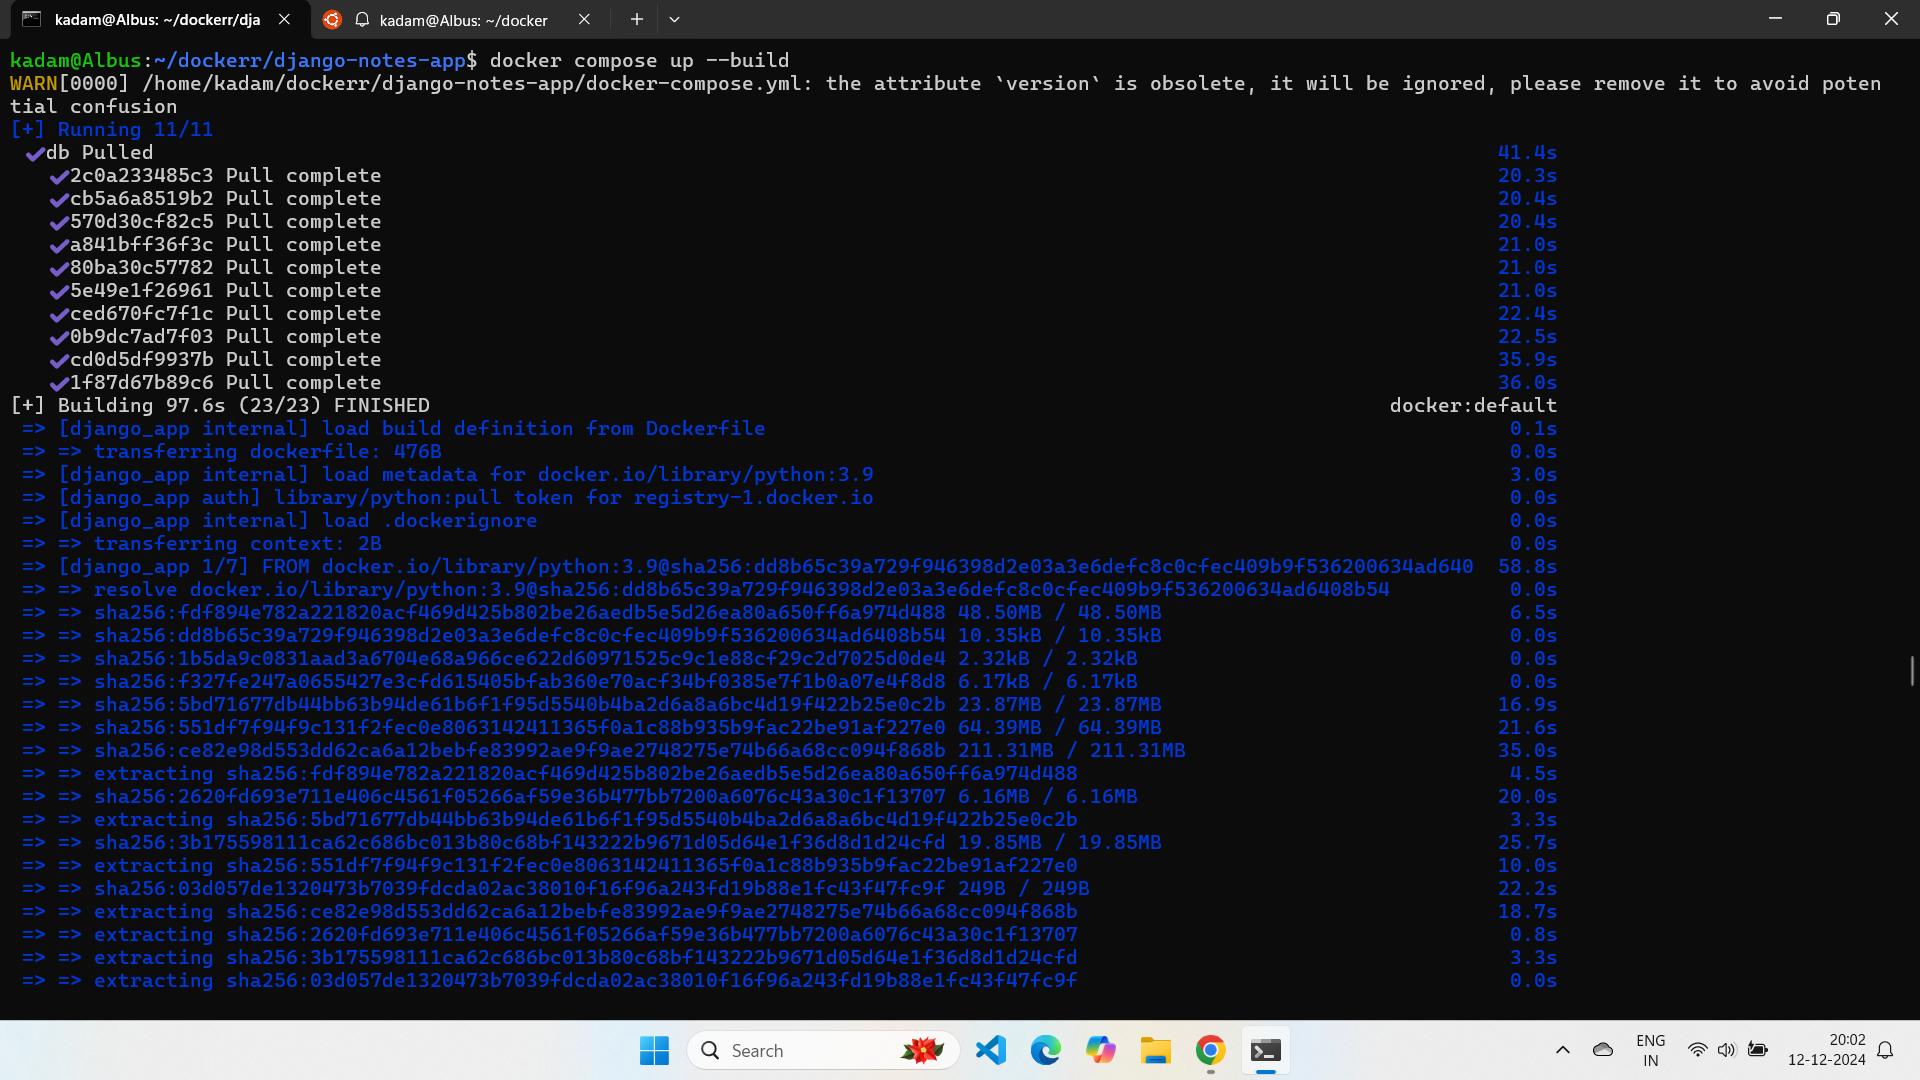 kadam@Albus: ~/dockerr/dja
kadam@Albus: ~/docker
kadam@Albus:~/dockerr/django-notes-app$ docker compose up --build
WARN[0000] /home/kadam/dockerr/django-notes-app/docker-compose.yml: the attribute `version` is obsolete, it will be ignored, please remove it to avoid poten
tial confusion
[+] Running 11/11
✔db Pulled 41.4s
✔2c0a233485c3 Pull complete 20.3s
✔cb5a6a8519b2 Pull complete 20.4s
✔570d30cf82c5 Pull complete 20.4s
✔a841bff36f3c Pull complete 21.0s
✔80ba30c57782 Pull complete 21.0s
✔5e49e1f26961 Pull complete 21.0s
✔ced670fc7f1c Pull complete 22.4s
✔0b9dc7ad7f03 Pull complete 22.5s
✔cd0d5df9937b Pull complete 35.9s
✔1f87d67b89c6 Pull complete 36.0s
[+] Building 97.6s (23/23) FINISHED docker:default
=> [django_app internal] load build definition from Dockerfile 0.1s
=> => transferring dockerfile: 476B 0.0s
=> [django_app internal] load metadata for docker.io/library/python:3.9 3.0s
=> [django_app auth] library/python:pull token for registry-1.docker.io 0.0s
=> [django_app internal] load .dockerignore 0.0s
=> => transferring context: 2B 0.0s
=> [django_app 1/7] FROM docker.io/library/python:3.9@sha256:dd8b65c39a729f946398d2e03a3e6defc8c0cfec409b9f536200634ad640 58.8s
=> => resolve docker.io/library/python:3.9@sha256:dd8b65c39a729f946398d2e03a3e6defc8c0cfec409b9f536200634ad6408b54 0.0s
=> => sha256:fdf894e782a221820acf469d425b802be26aedb5e5d26ea80a650ff6a974d488 48.50MB / 48.50MB 6.5s
=> => sha256:dd8b65c39a729f946398d2e03a3e6defc8c0cfec409b9f536200634ad6408b54 10.35kB / 10.35kB 0.0s
=> => sha256:1b5da9c0831aad3a6704e68a966ce622d60971525c9c1e88cf29c2d7025d0de4 2.32kB / 2.32kB 0.0s
=> => sha256:f327fe247a0655427e3cfd615405bfab360e70acf34bf0385e7f1b0a07e4f8d8 6.17kB / 6.17kB 0.0s
=> => sha256:5bd71677db44bb63b94de61b6f1f95d5540b4ba2d6a8a6bc4d19f422b25e0c2b 23.87MB / 23.87MB 16.9s
=> => sha256:551df7f94f9c131f2fec0e8063142411365f0a1c88b935b9fac22be91af227e0 64.39MB / 64.39MB 21.6s
=> => sha256:ce82e98d553dd62ca6a12bebfe83992ae9f9ae2748275e74b66a68cc094f868b 211.31MB / 211.31MB 35.0s
=> => extracting sha256:fdf894e782a221820acf469d425b802be26aedb5e5d26ea80a650ff6a974d488 4.5s
=> => sha256:2620fd693e711e406c4561f05266af59e36b477bb7200a6076c43a30c1f13707 6.16MB / 6.16MB 20.0s
=> => extracting sha256:5bd71677db44bb63b94de61b6f1f95d5540b4ba2d6a8a6bc4d19f422b25e0c2b 3.3s
=> => sha256:3b175598111ca62c686bc013b80c68bf143222b9671d05d64e1f36d8d1d24cfd 19.85MB / 19.85MB 25.7s
=> => extracting sha256:551df7f94f9c131f2fec0e8063142411365f0a1c88b935b9fac22be91af227e0 10.0s
=> => sha256:03d057de1320473b7039fdcda02ac38010f16f96a243fd19b88e1fc43f47fc9f 249B / 249B 22.2s
=> => extracting sha256:ce82e98d553dd62ca6a12bebfe83992ae9f9ae2748275e74b66a68cc094f868b 18.7s
=> => extracting sha256:2620fd693e711e406c4561f05266af59e36b477bb7200a6076c43a30c1f13707 0.8s
=> => extracting sha256:3b175598111ca62c686bc013b80c68bf143222b9671d05d64e1f36d8d1d24cfd 3.3s
=> => extracting sha256:03d057de1320473b7039fdcda02ac38010f16f96a243fd19b88e1fc43f47fc9f 0.0s
Search
ENG
IN
20:02
12-12-2024